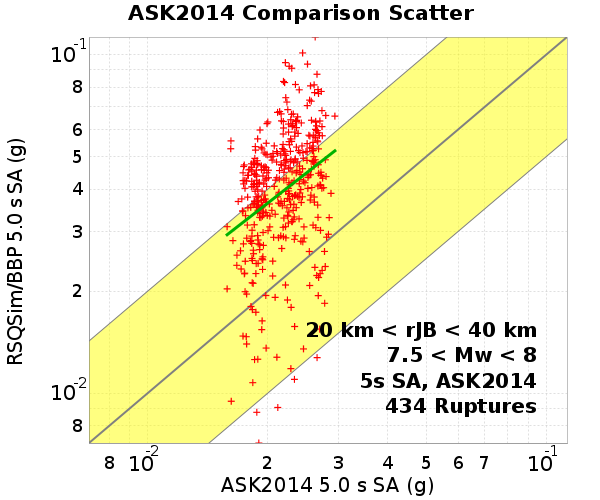 ASK2014 Comparison Scatter
RSQSim/BBP 5.0 s SA (g)
10-1
8
6
5
4
3
2
10-2
8
20 km < rJB < 40 km
7.5 < Mw < 8
5s SA, ASK2014
434 Ruptures
8 10-2 2 3 4 5 6 7 10-1
ASK2014 5.0 s SA (g)